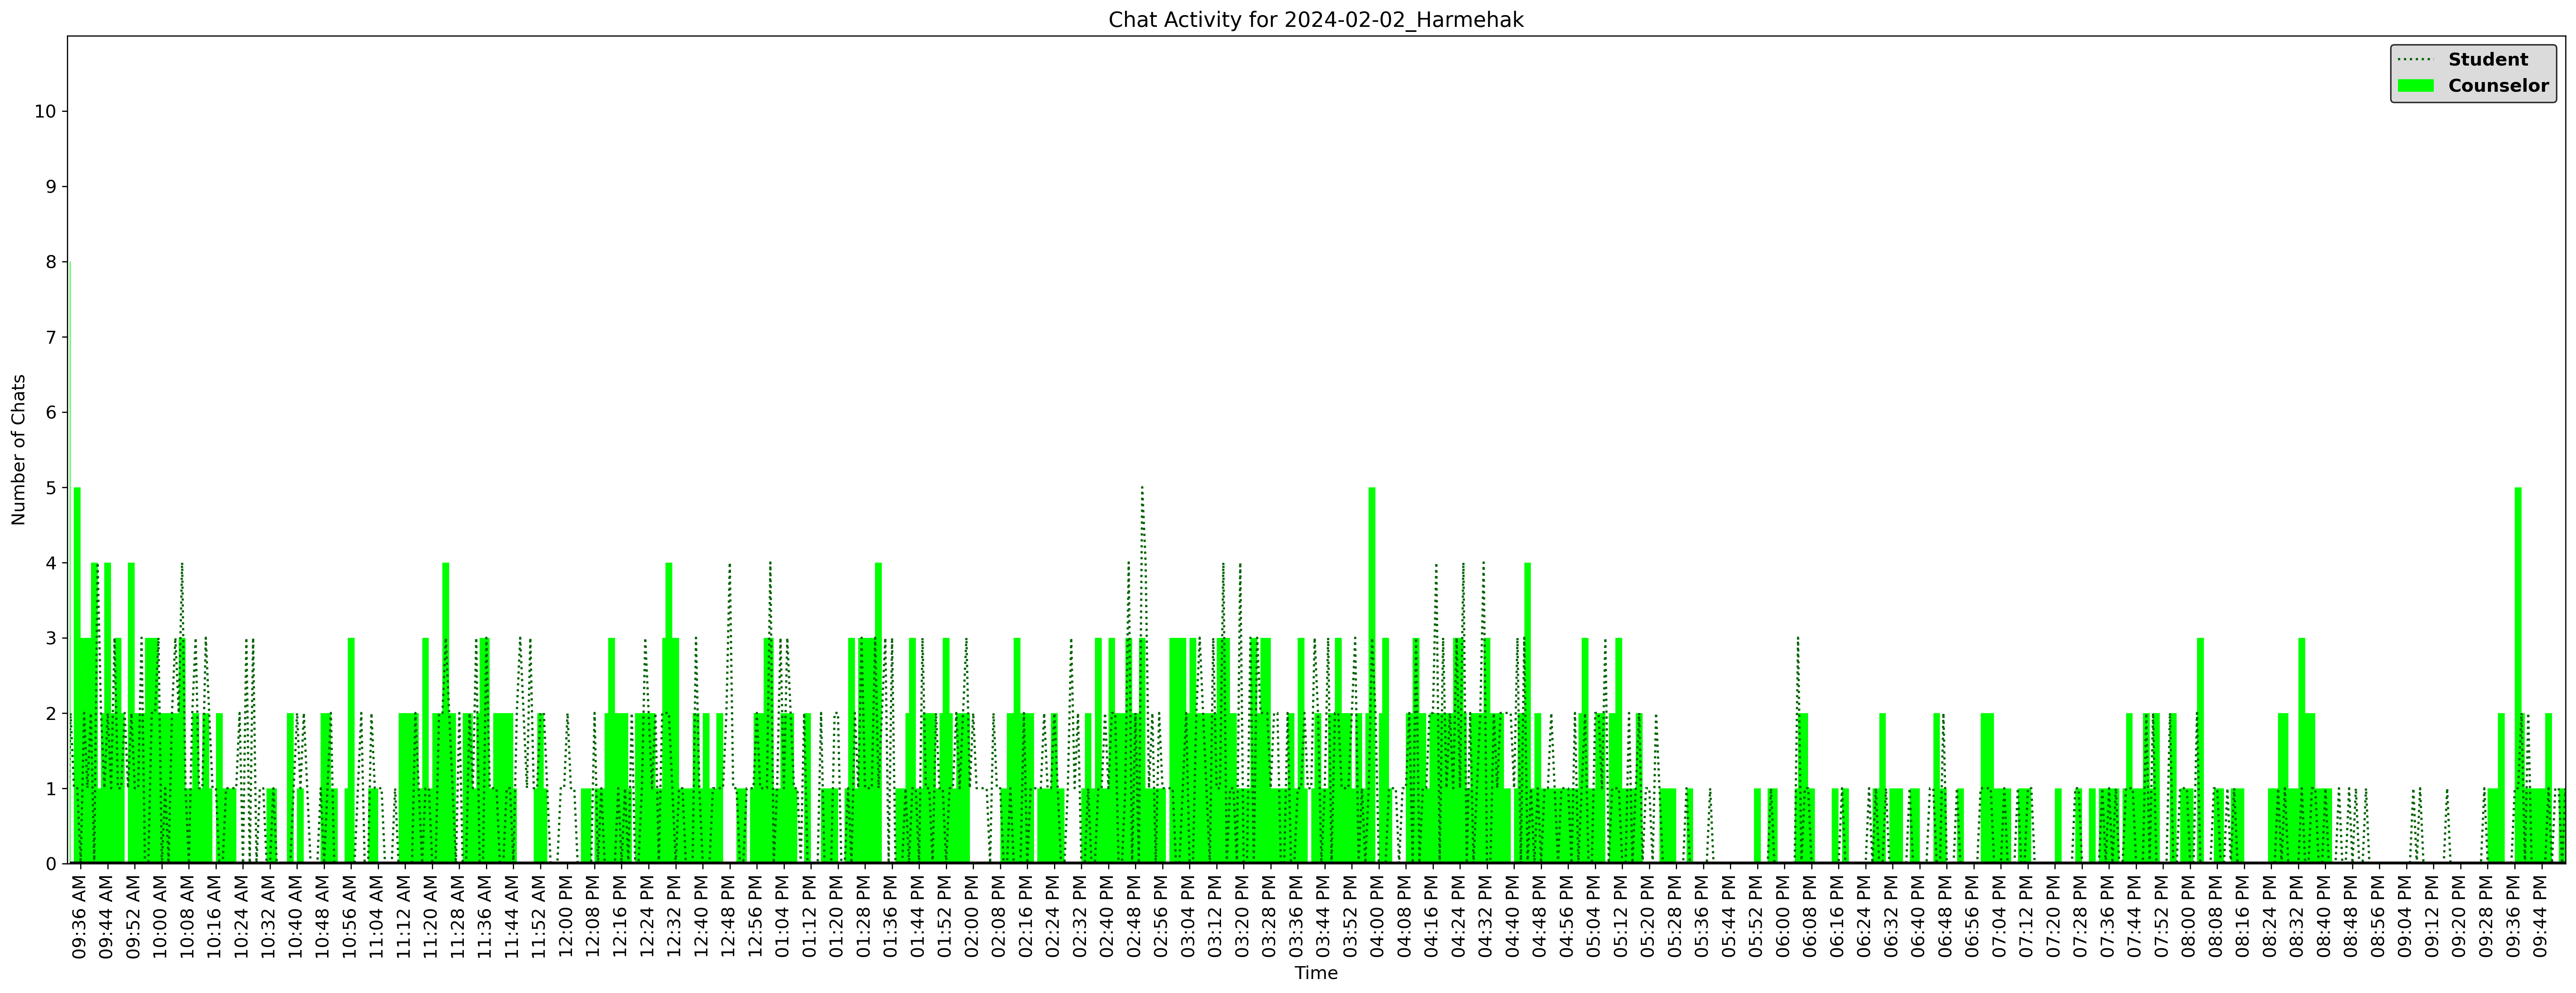 Chat Activity for 2024-02-02_Harmehak
Student
Counselor
Number of Chats
10
9
8
7
6
5
4
3
2
1
0
09:36 AM
09:44 AM
09:52 AM
10:00 AM
10:08 AM
10:16 AM
10:24 AM
10:32 AM
10:40 AM
10:48 AM
10:56 AM
11:04 AM
11:12 AM
11:20 AM
11:28 AM
11:36 AM
11:44 AM
11:52 AM
12:00 PM
12:08 PM
12:16 PM
12:24 PM
12:32 PM
12:40 PM
12:48 PM
12:56 PM
01:04 PM
01:12 PM
01:20 PM
01:28 PM
01:36 PM
01:44 PM
01:52 PM
02:00 PM
02:08 PM
02:16 PM
02:24 PM
02:32 PM
02:40 PM
02:48 PM
02:56 PM
03:04 PM
03:12 PM
03:20 PM
03:28 PM
03:36 PM
03:44 PM
03:52 PM
04:00 PM
04:08 PM
04:16 PM
04:24 PM
04:32 PM
04:40 PM
04:48 PM
04:56 PM
05:04 PM
05:12 PM
05:20 PM
05:28 PM
05:36 PM
05:44 PM
05:52 PM
06:00 PM
06:08 PM
06:16 PM
06:24 PM
06:32 PM
06:40 PM
06:48 PM
06:56 PM
07:04 PM
07:12 PM
07:20 PM
07:28 PM
07:36 PM
07:44 PM
07:52 PM
08:00 PM
08:08 PM
08:16 PM
08:24 PM
08:32 PM
08:40 PM
08:48 PM
08:56 PM
09:04 PM
09:12 PM
09:20 PM
09:28 PM
09:36 PM
09:44 PM
Time